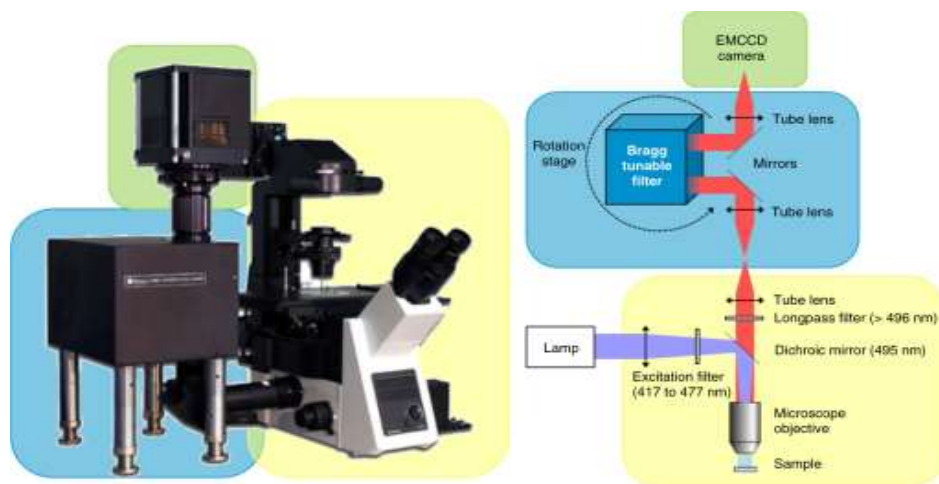 EMCCD
camera
Tube lens
Rotation
stage
Bragg
tunable
filter
Mirrors
Tube lens
Tube lens
Longpass filter (> 496 nm)
Lamp
Dichroic mirror (495 nm)
Excitation filter
(417 to 477 nm)
Microscope
objective
Sample